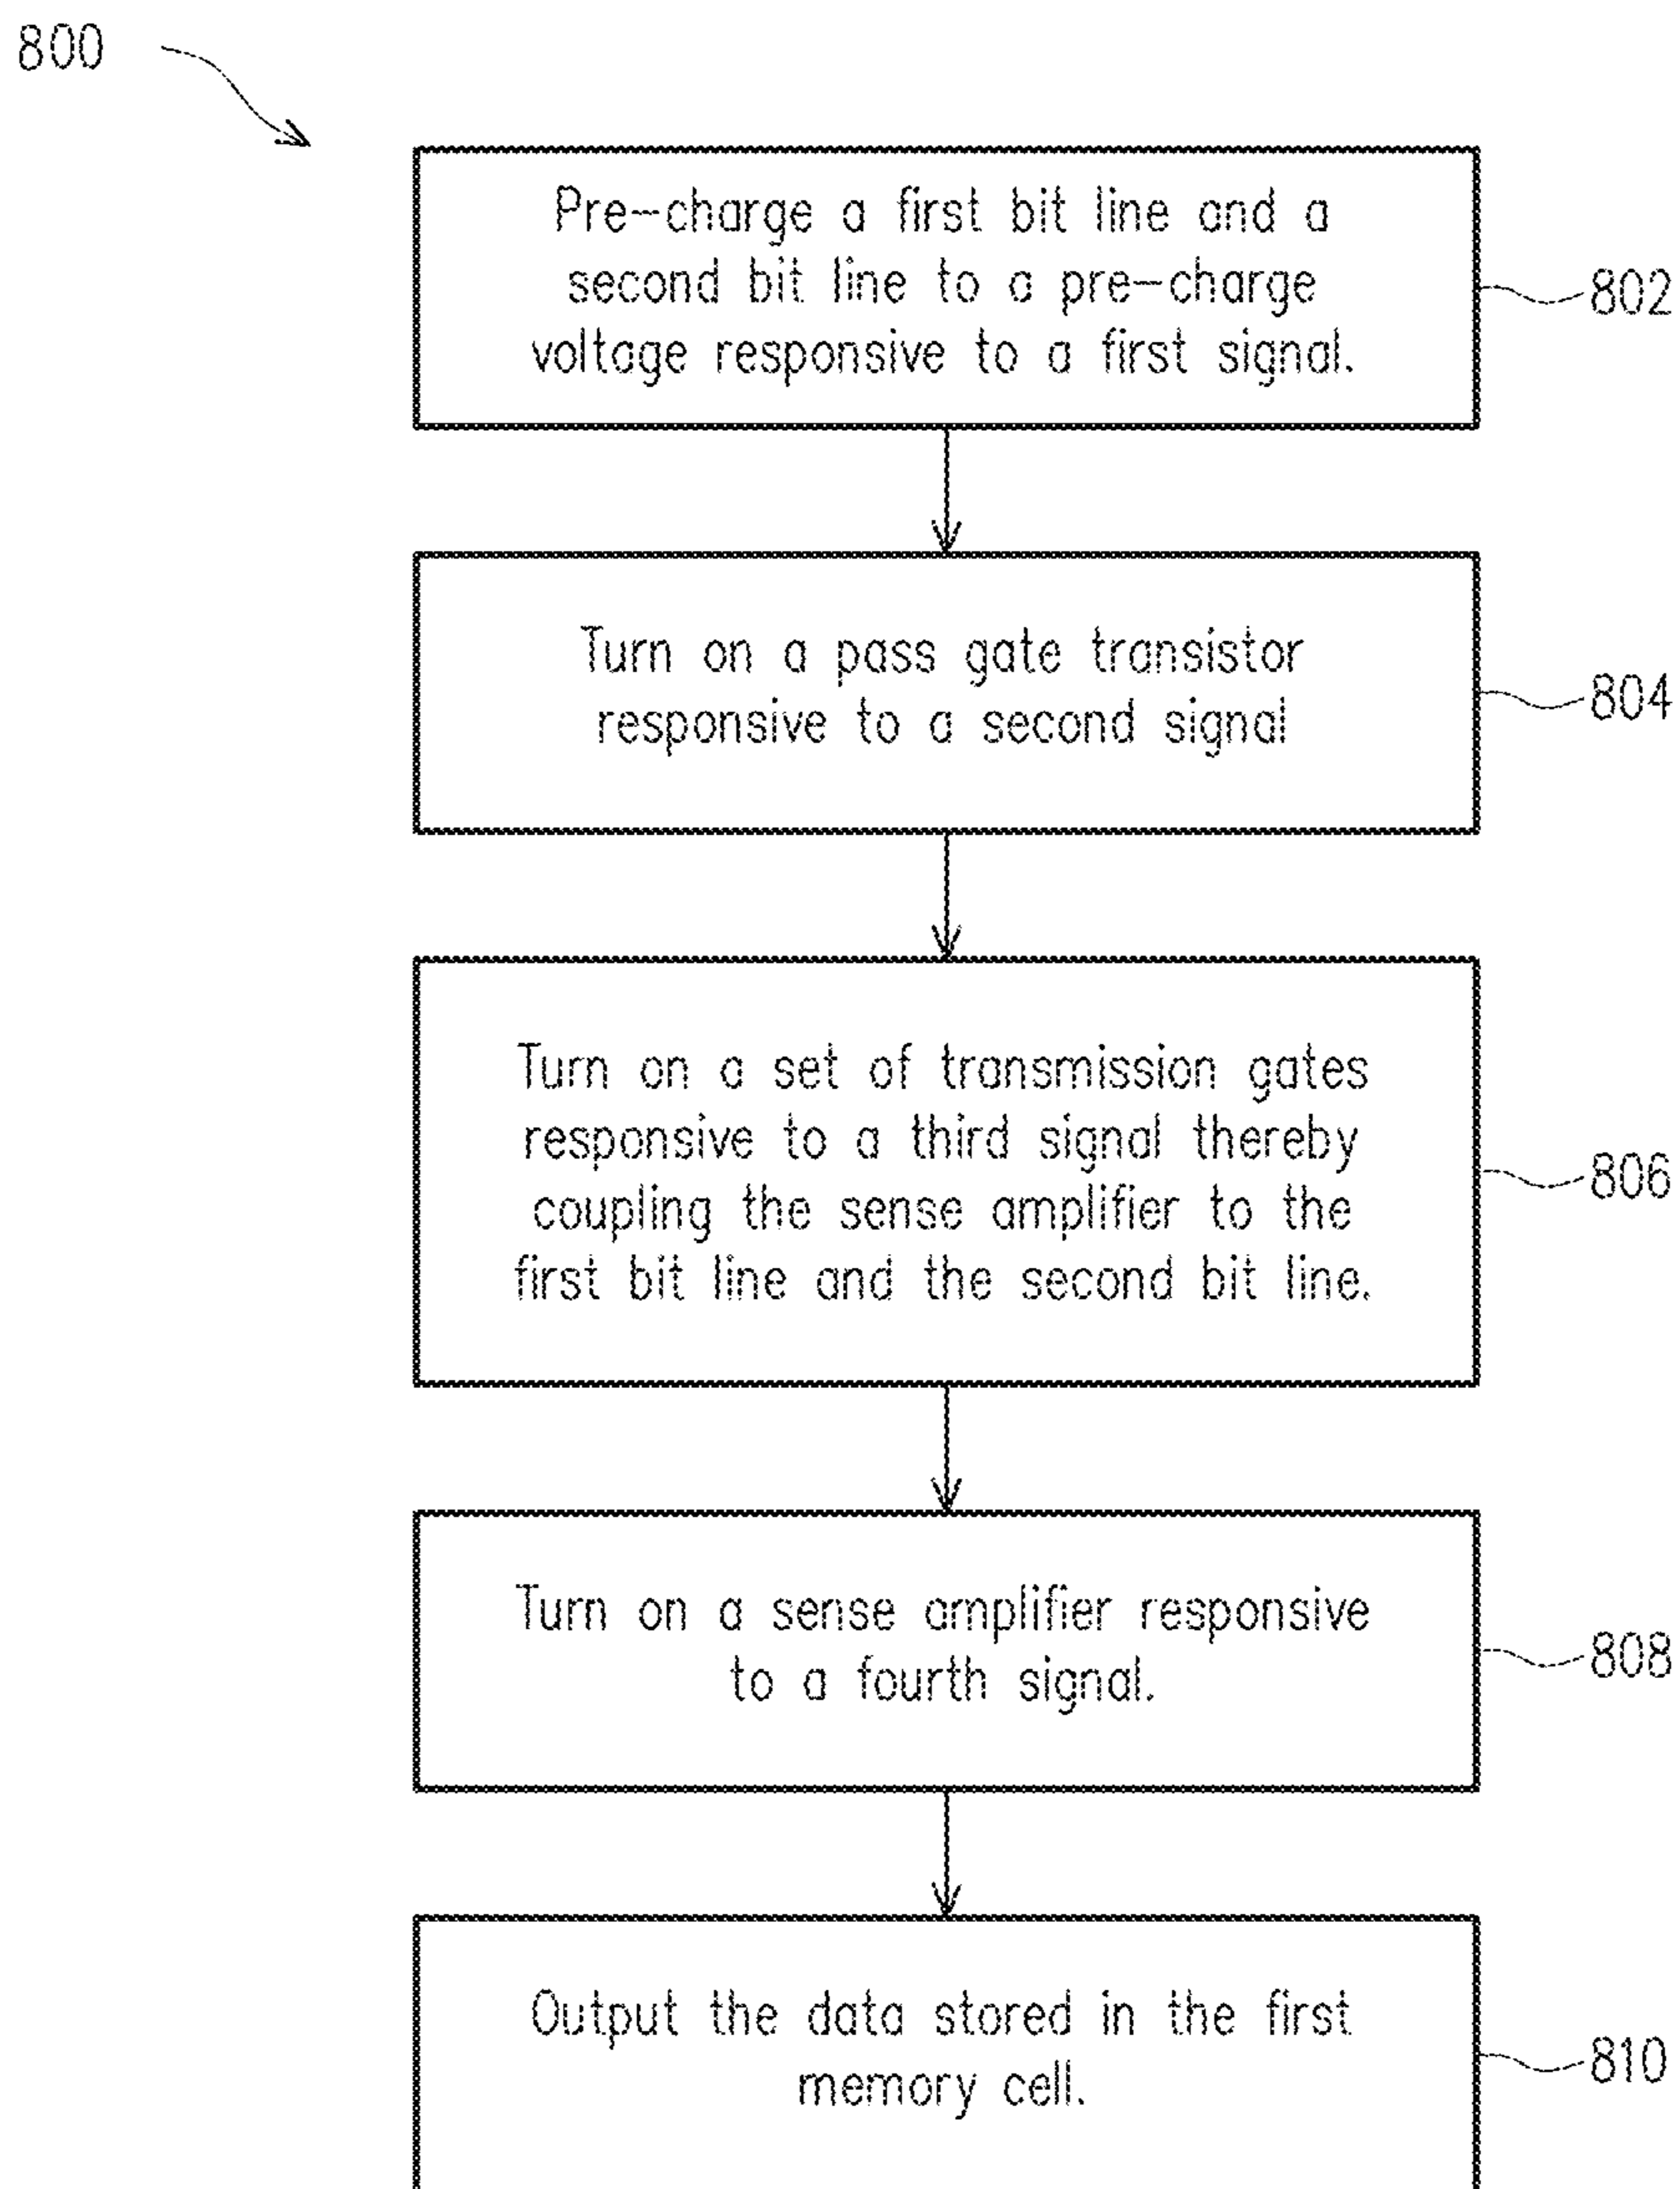 800
Pre-charge a first bit line and a
second bit line to a pre-charge
voltage responsive to a first signal.
802
Turn on a pass gate transistor
responsive to a second signal
804
Turn on a set of transmission gates
responsive to a third signal thereby
coupling the sense amplifier to the
first bit line and the second bit line.
806
Turn on a sense amplifier responsive
to a fourth signal.
808
Output the data stored in the first
memory cell.
810